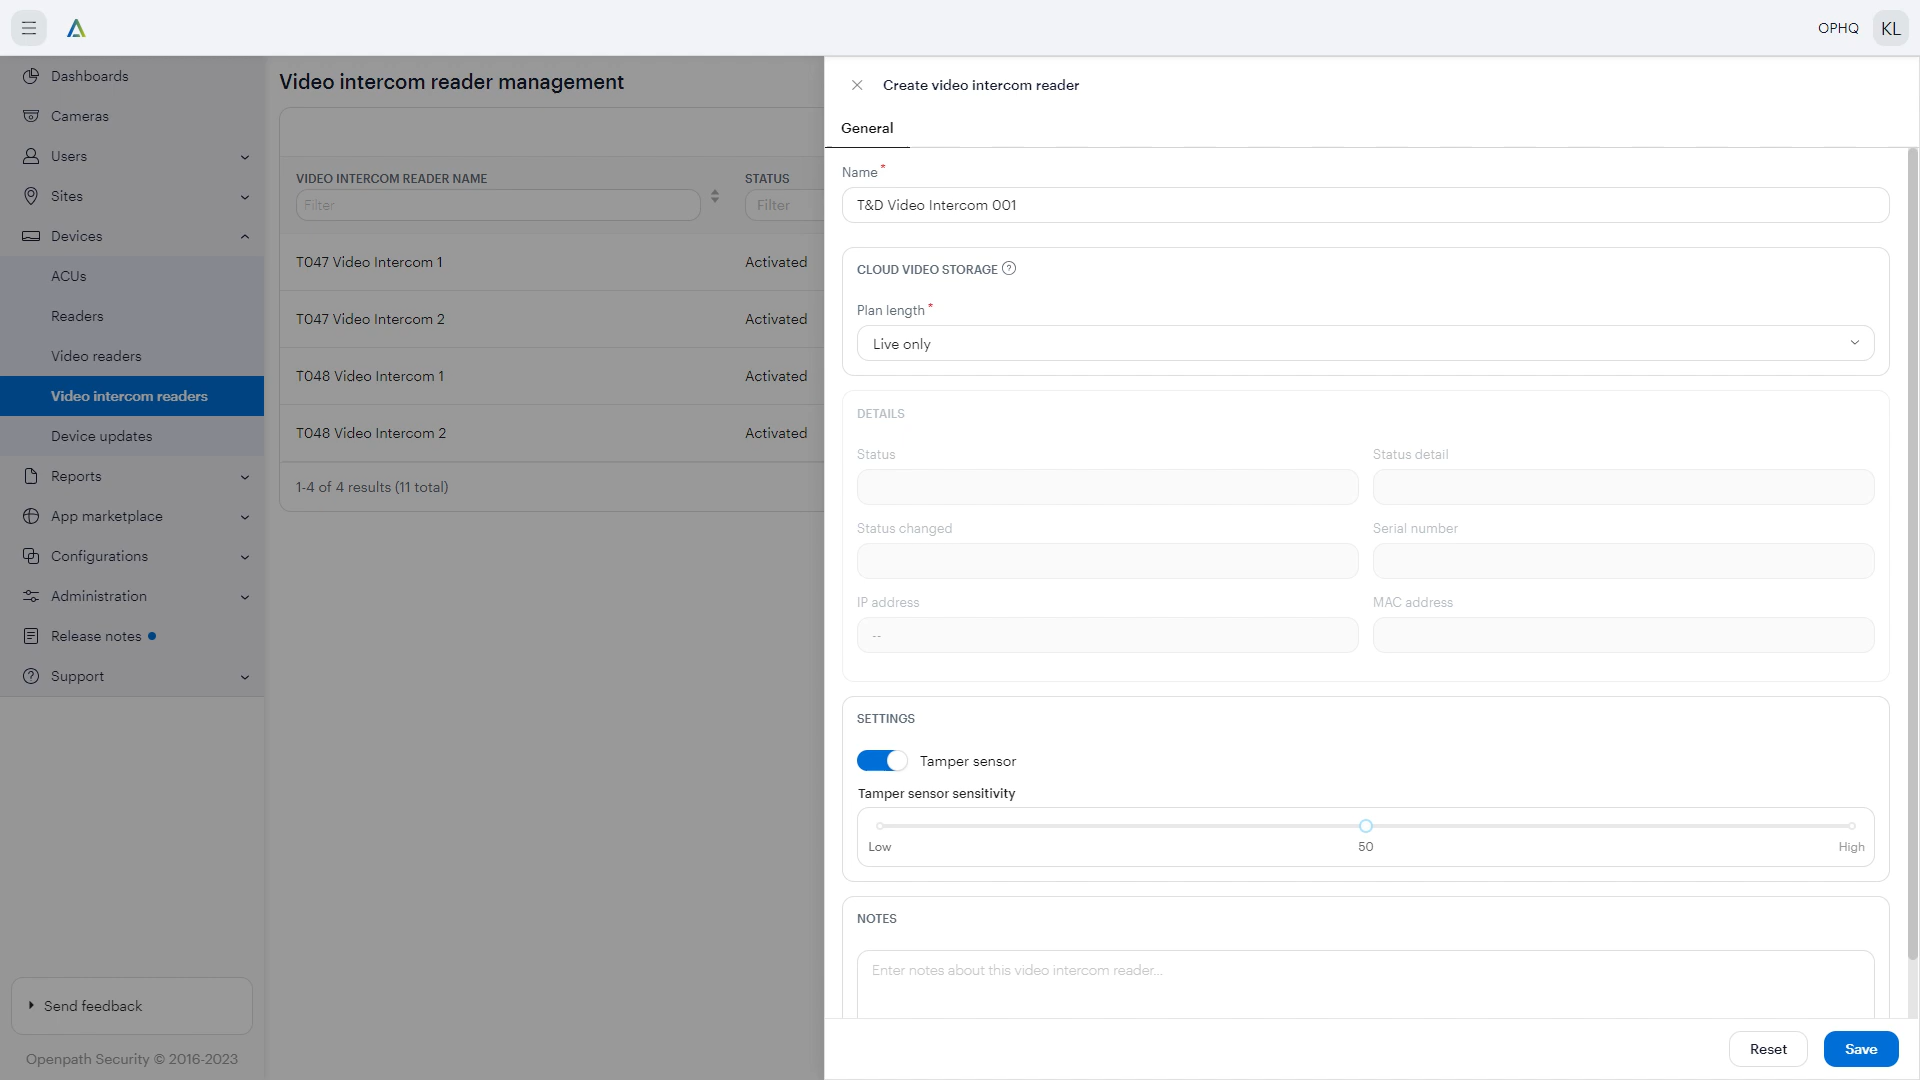 OPHQ
KL
Dashboards
Cameras
Users
Sites
Devices
ACUs
Readers
Video readers
Video intercom readers
Device updates
Reports
App marketplace
Configurations
Administration
Release notes
Support
Send feedback
Openpath Security © 2016-2023
Video intercom reader management
VIDEO INTERCOM READER NAME
STATUS
Filter
Filter
T047 Video Intercom 1
Activated
T047 Video Intercom 2
Activated
T048 Video Intercom 1
Activated
T048 Video Intercom 2
Activated
1-4 of 4 results (11 total)
Create video intercom reader
General
Name *
T&D Video Intercom 001
CLOUD VIDEO STORAGE ?
Plan length *
Live only
DETAILS
Status
Status detail
Status changed
Serial number
IP address
MAC address
--
SETTINGS
Tamper sensor
Tamper sensor sensitivity
Low
50
High
NOTES
Enter notes about this video intercom reader...
Reset
Save